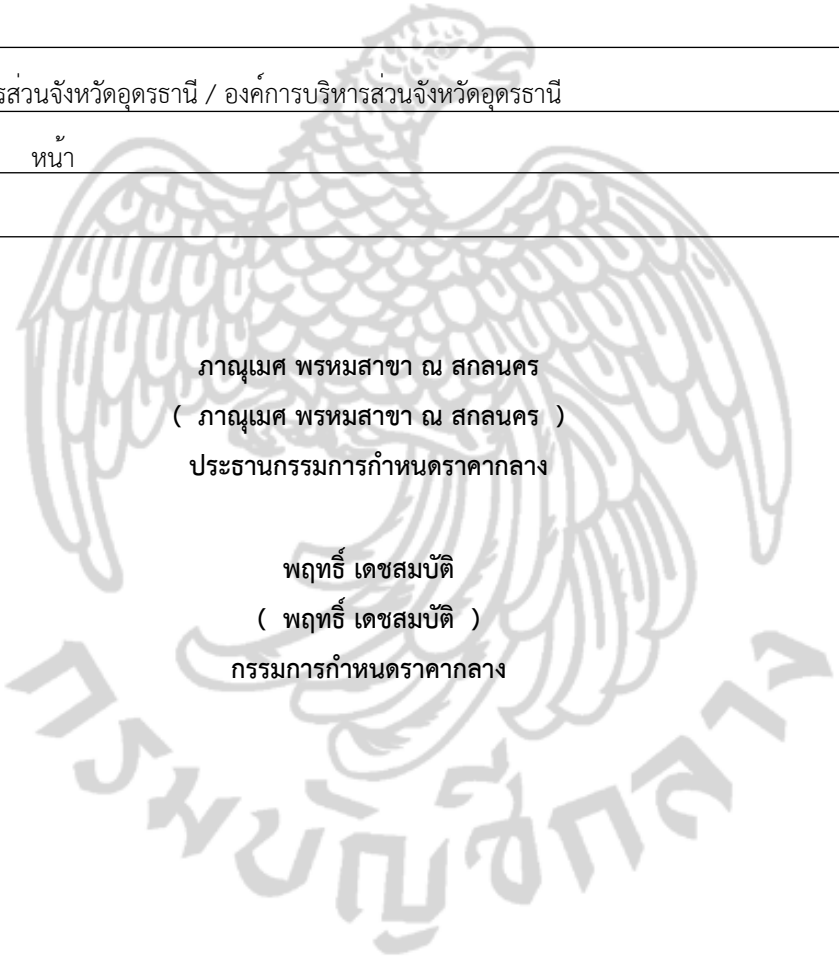 ส่วนจังหวัดอุดรธานี / องค์การบริหารส่วนจังหวัดอุดรธานี
หน้า
ภาณุเมศ พรหมสาขา ณ สกลนคร
( ภาณุเมศ พรหมสาขา ณ สกลนคร )
ประธานกรรมการกำหนดราคากลาง
พฤทธิ์ เดชสมบัติ
( พฤทธิ์ เดชสมบัติ )
กรรมการกำหนดราคากลาง
กรมบัญชีกลาง